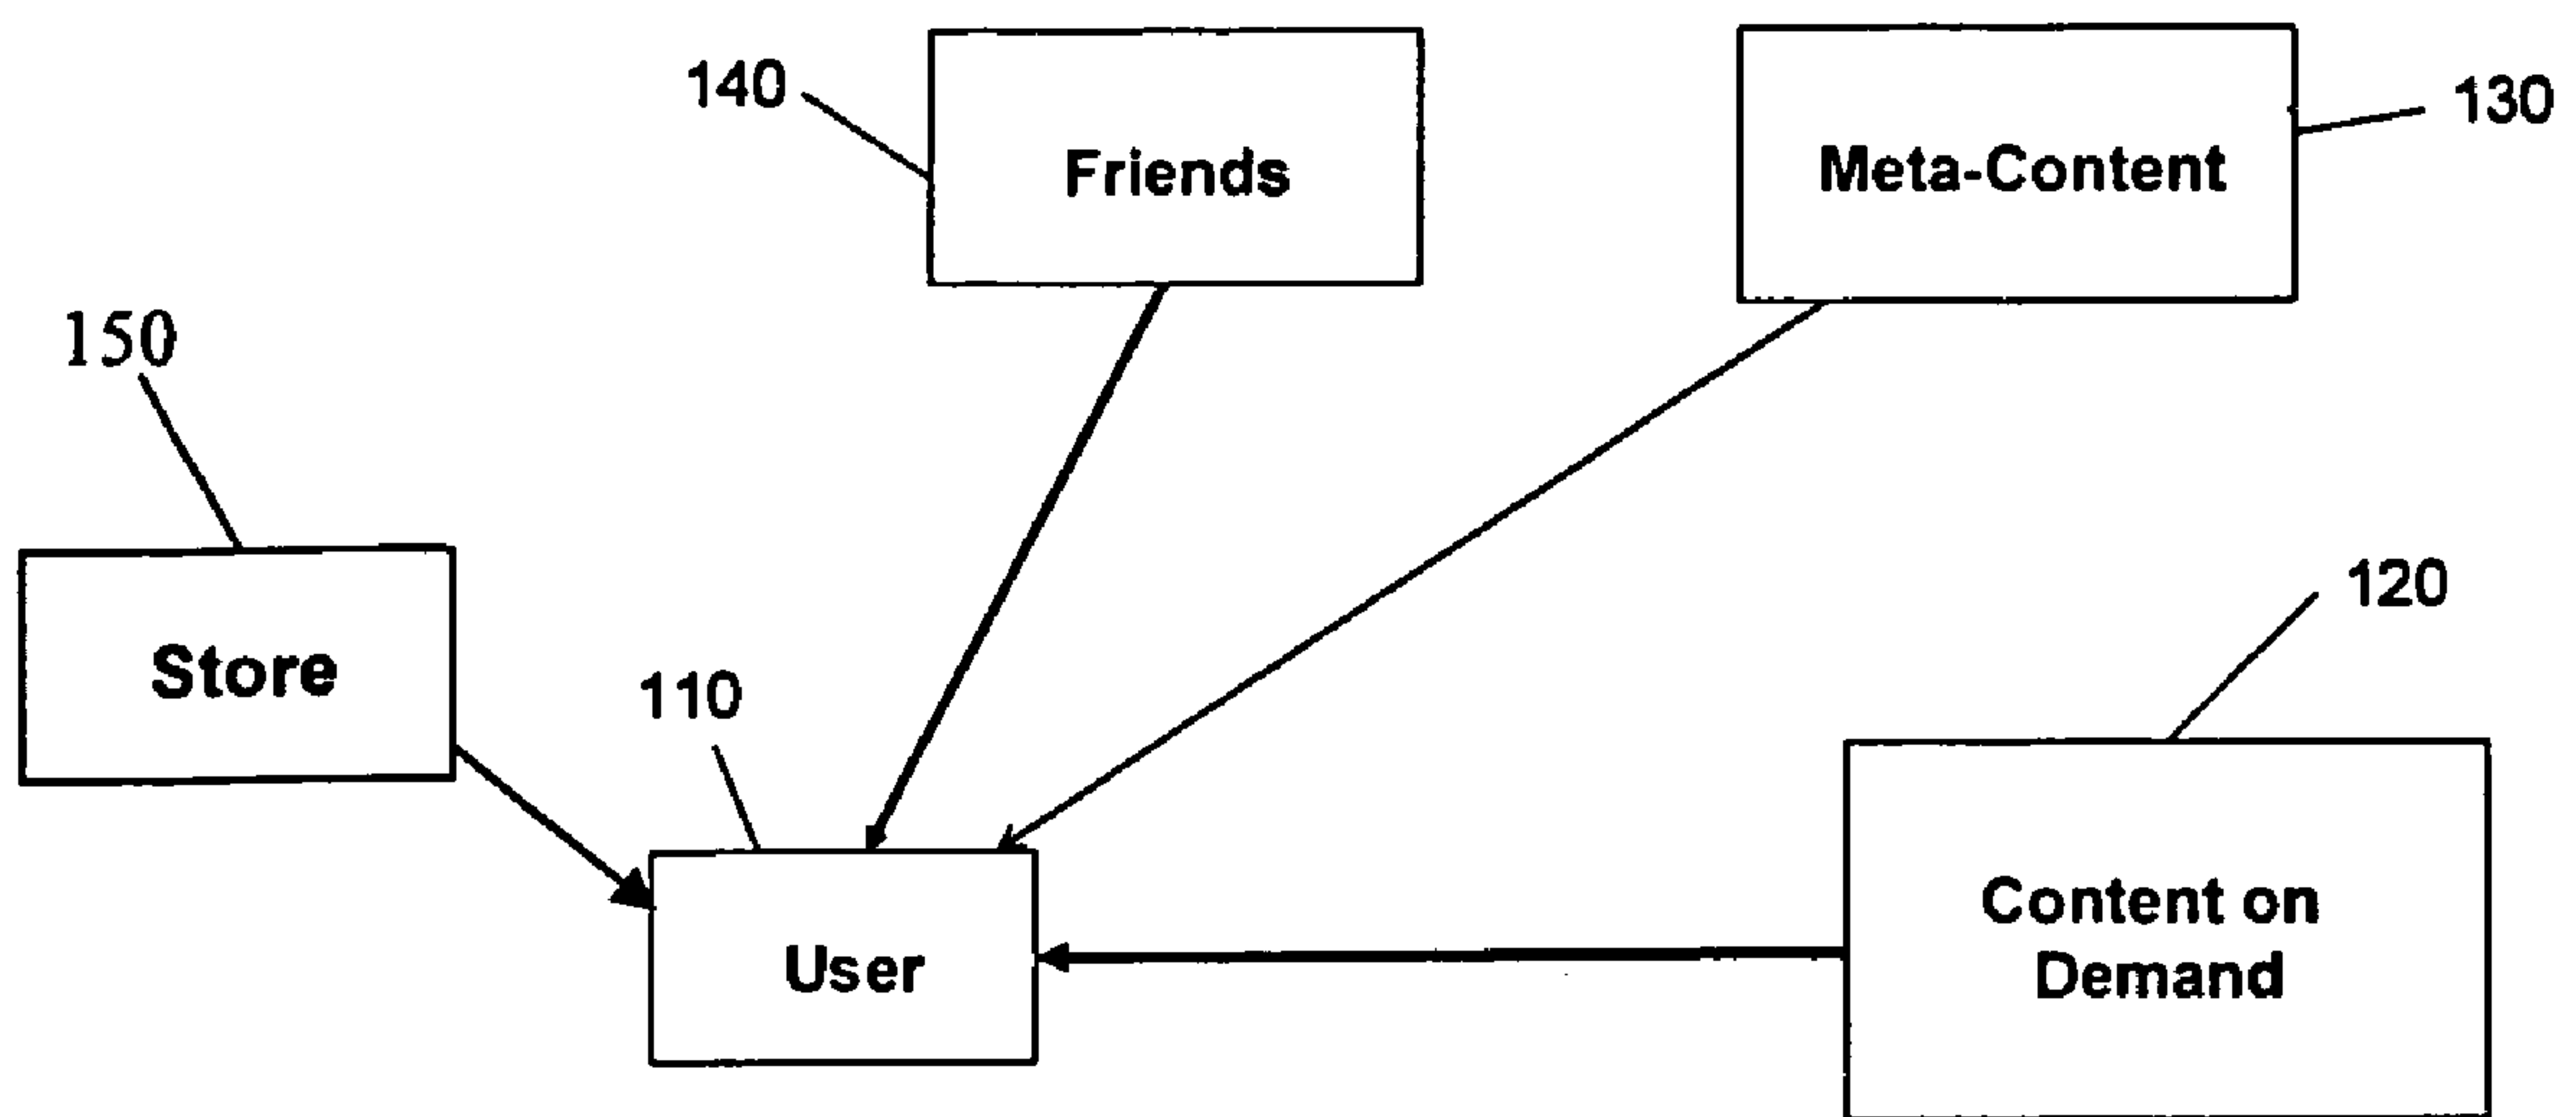 140
Friends
Meta-Content
130
150
Store
110
User
120
Content on
Demand